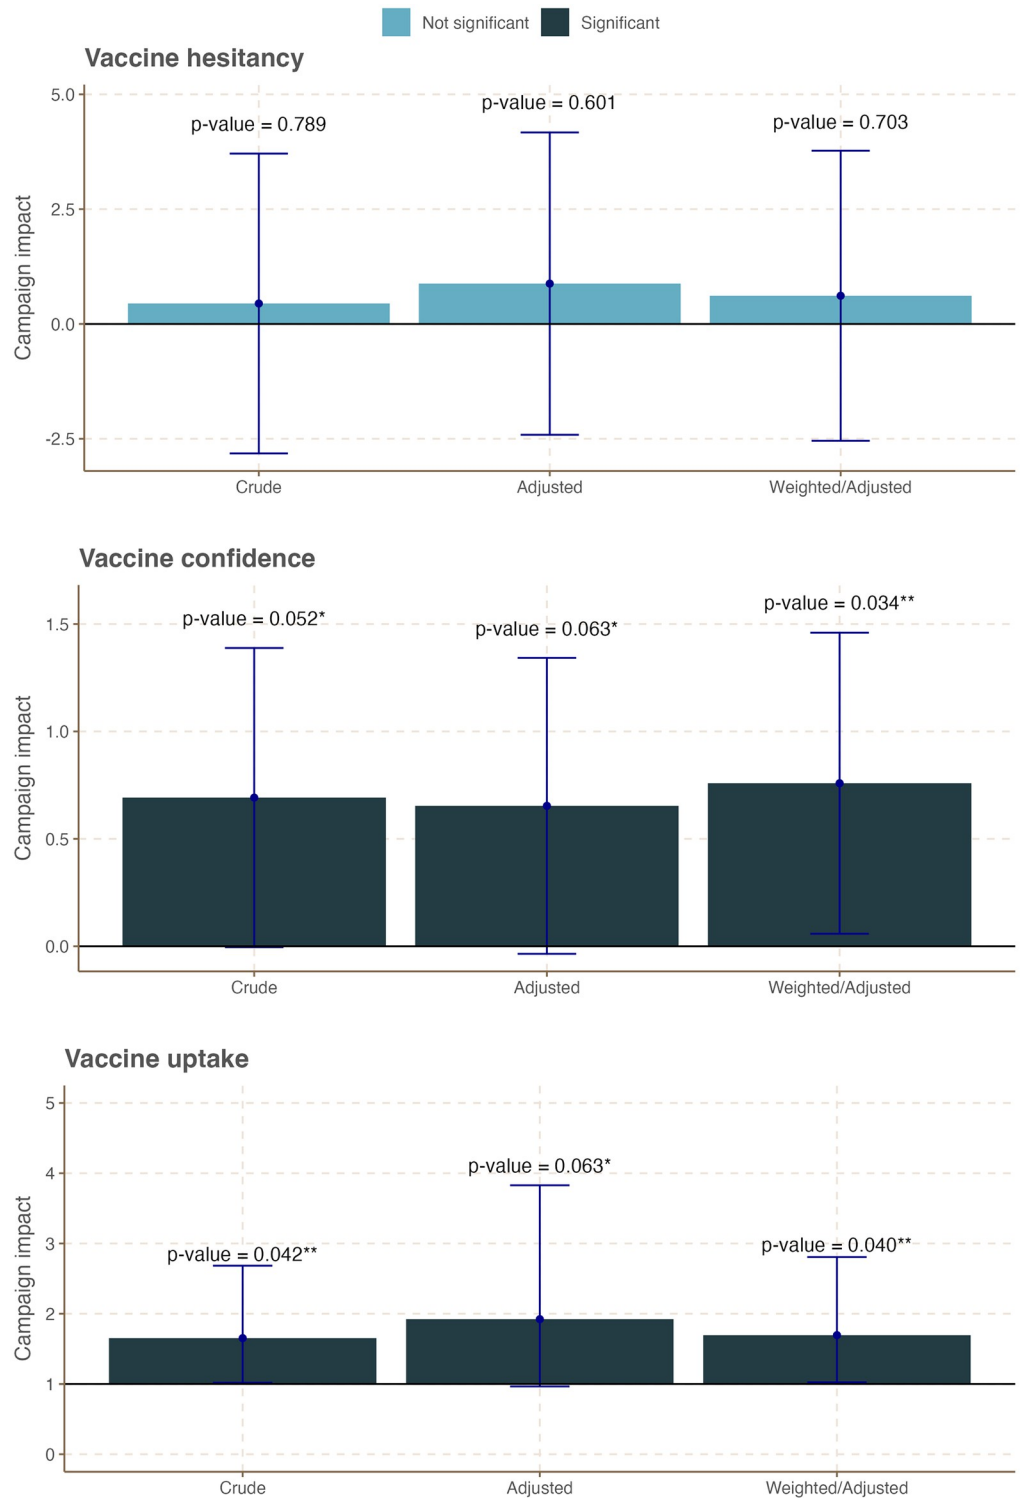 Not significant
Significant
Vaccine hesitancy
5.0
p-value = 0.601
p-value = 0.789
p-value = 0.703
2.5
Campaign impact
0.0
-2.5
Crude
Adjusted
Weighted/Adjusted
Vaccine confidence
p-value = 0.034**
1.5
p-value = 0.052*
p-value = 0.063*
1.0
Campaign impact
0.5
0.0
Crude
Adjusted
Weighted/Adjusted
Vaccine uptake
5
4
p-value = 0.063*
3
p-value = 0.042**
p-value = 0.040**
Campaign impact
2
1
0
Crude
Adjusted
Weighted/Adjusted